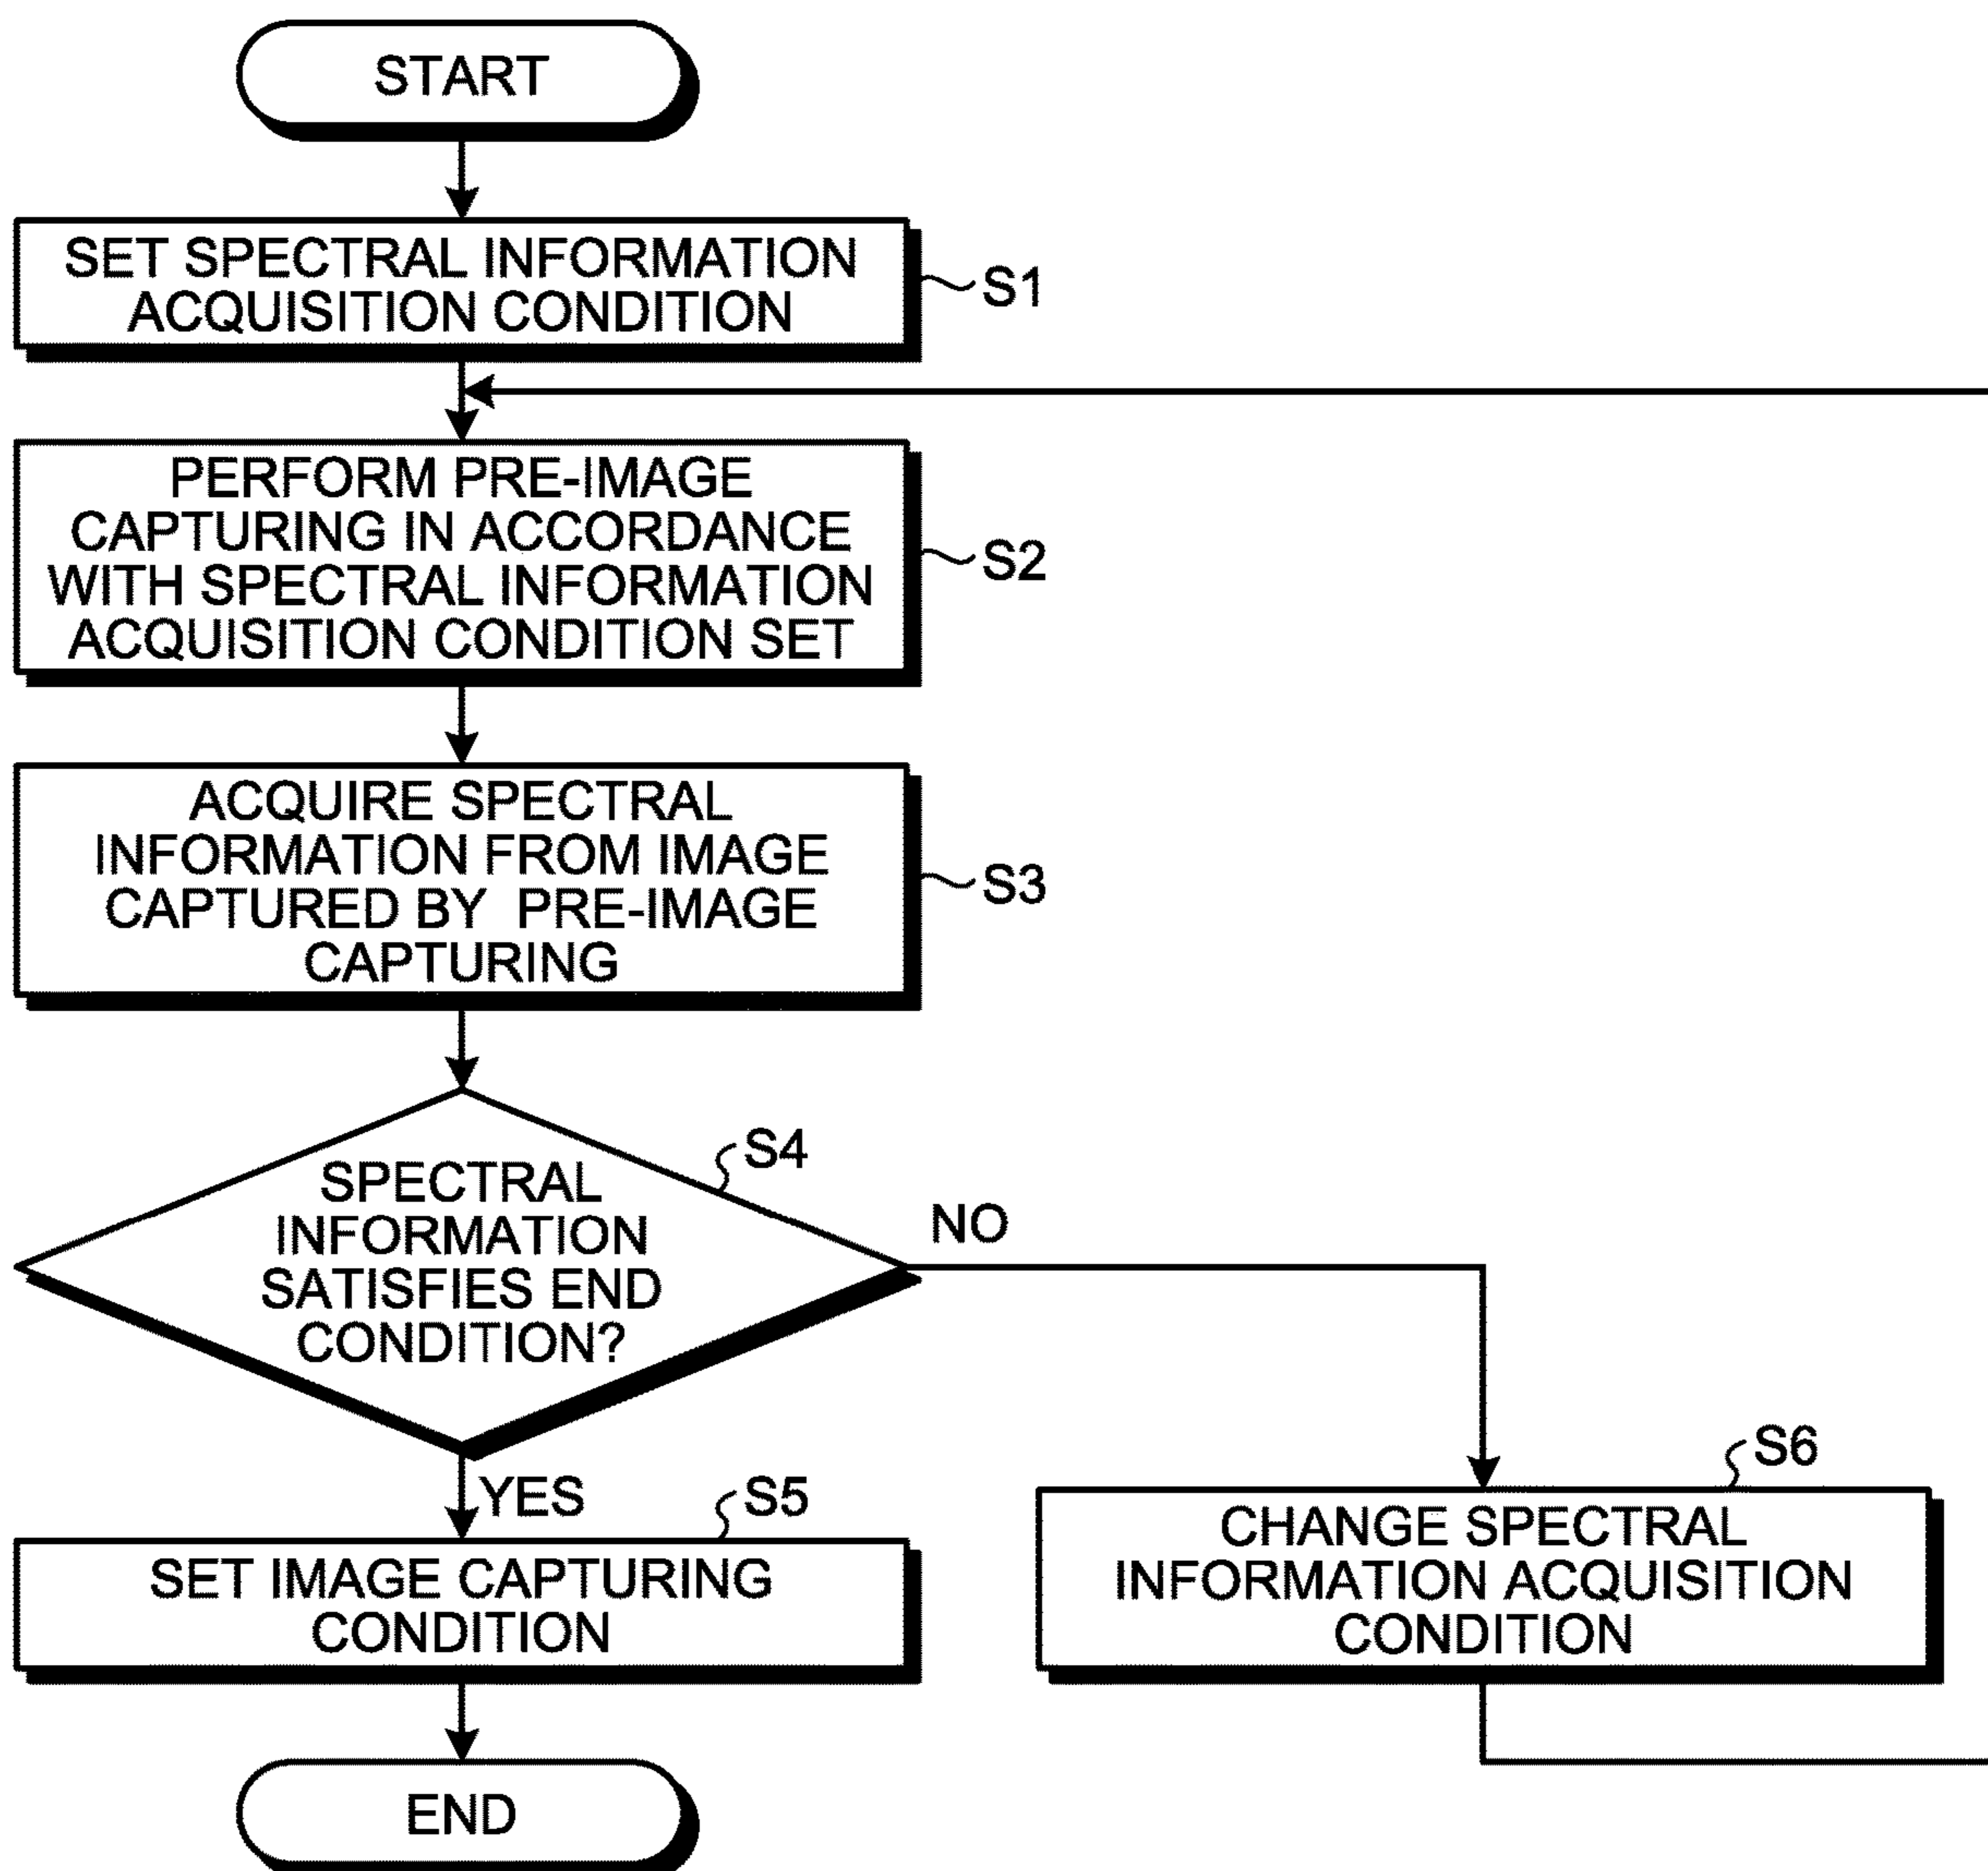 START
SET SPECTRAL INFORMATION
ACQUISITION CONDITION
S1
PERFORM PRE-IMAGE
CAPTURING IN ACCORDANCE
WITH SPECTRAL INFORMATION
ACQUISITION CONDITION SET
S2
ACQUIRE SPECTRAL
INFORMATION FROM IMAGE
CAPTURED BY PRE-IMAGE
CAPTURING
S3
S4
SPECTRAL
INFORMATION
SATISFIES END
CONDITION?
NO
YES
S5
SET IMAGE CAPTURING
CONDITION
S6
CHANGE SPECTRAL
INFORMATION ACQUISITION
CONDITION
END